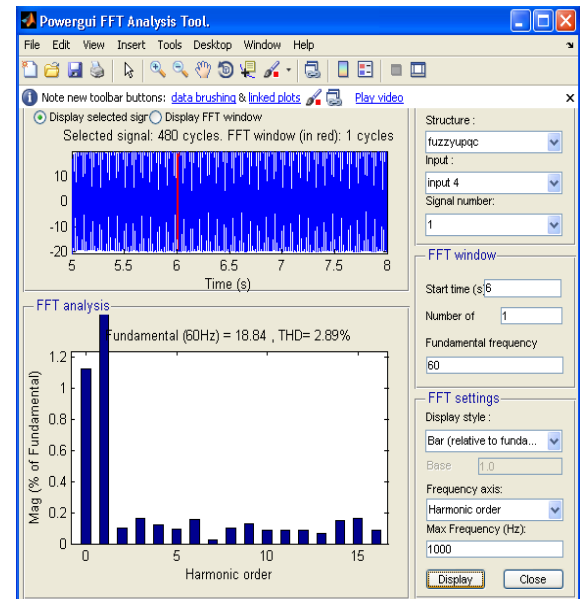 Powergui FFT Analysis Tool.
File Edit View Insert Tools Desktop Window Help
Note new toolbar buttons: data brushing & linked plots Play video
Display selected sigr Display FFT window
Selected signal: 480 cycles. FFT window (in red): 1 cycles
10
0
-10
-20
5 5.5 6 6.5 7 7.5 8
Time (s)
FFT analysis
Fundamental (60Hz) = 18.84 , THD= 2.89%
1.2
1
0.8
0.6
0.4
0.2
0
Mag (% of Fundamental)
0 5 10 15
Harmonic order
Structure :
fuzzyupqc
Input :
input 4
Signal number:
1
FFT window
Start time (s 6
Number of 1
Fundamental frequency
60
FFT settings
Display style :
Bar (relative to funda...
Base 1.0
Frequency axis:
Harmonic order
Max Frequency (Hz):
1000
Display Close